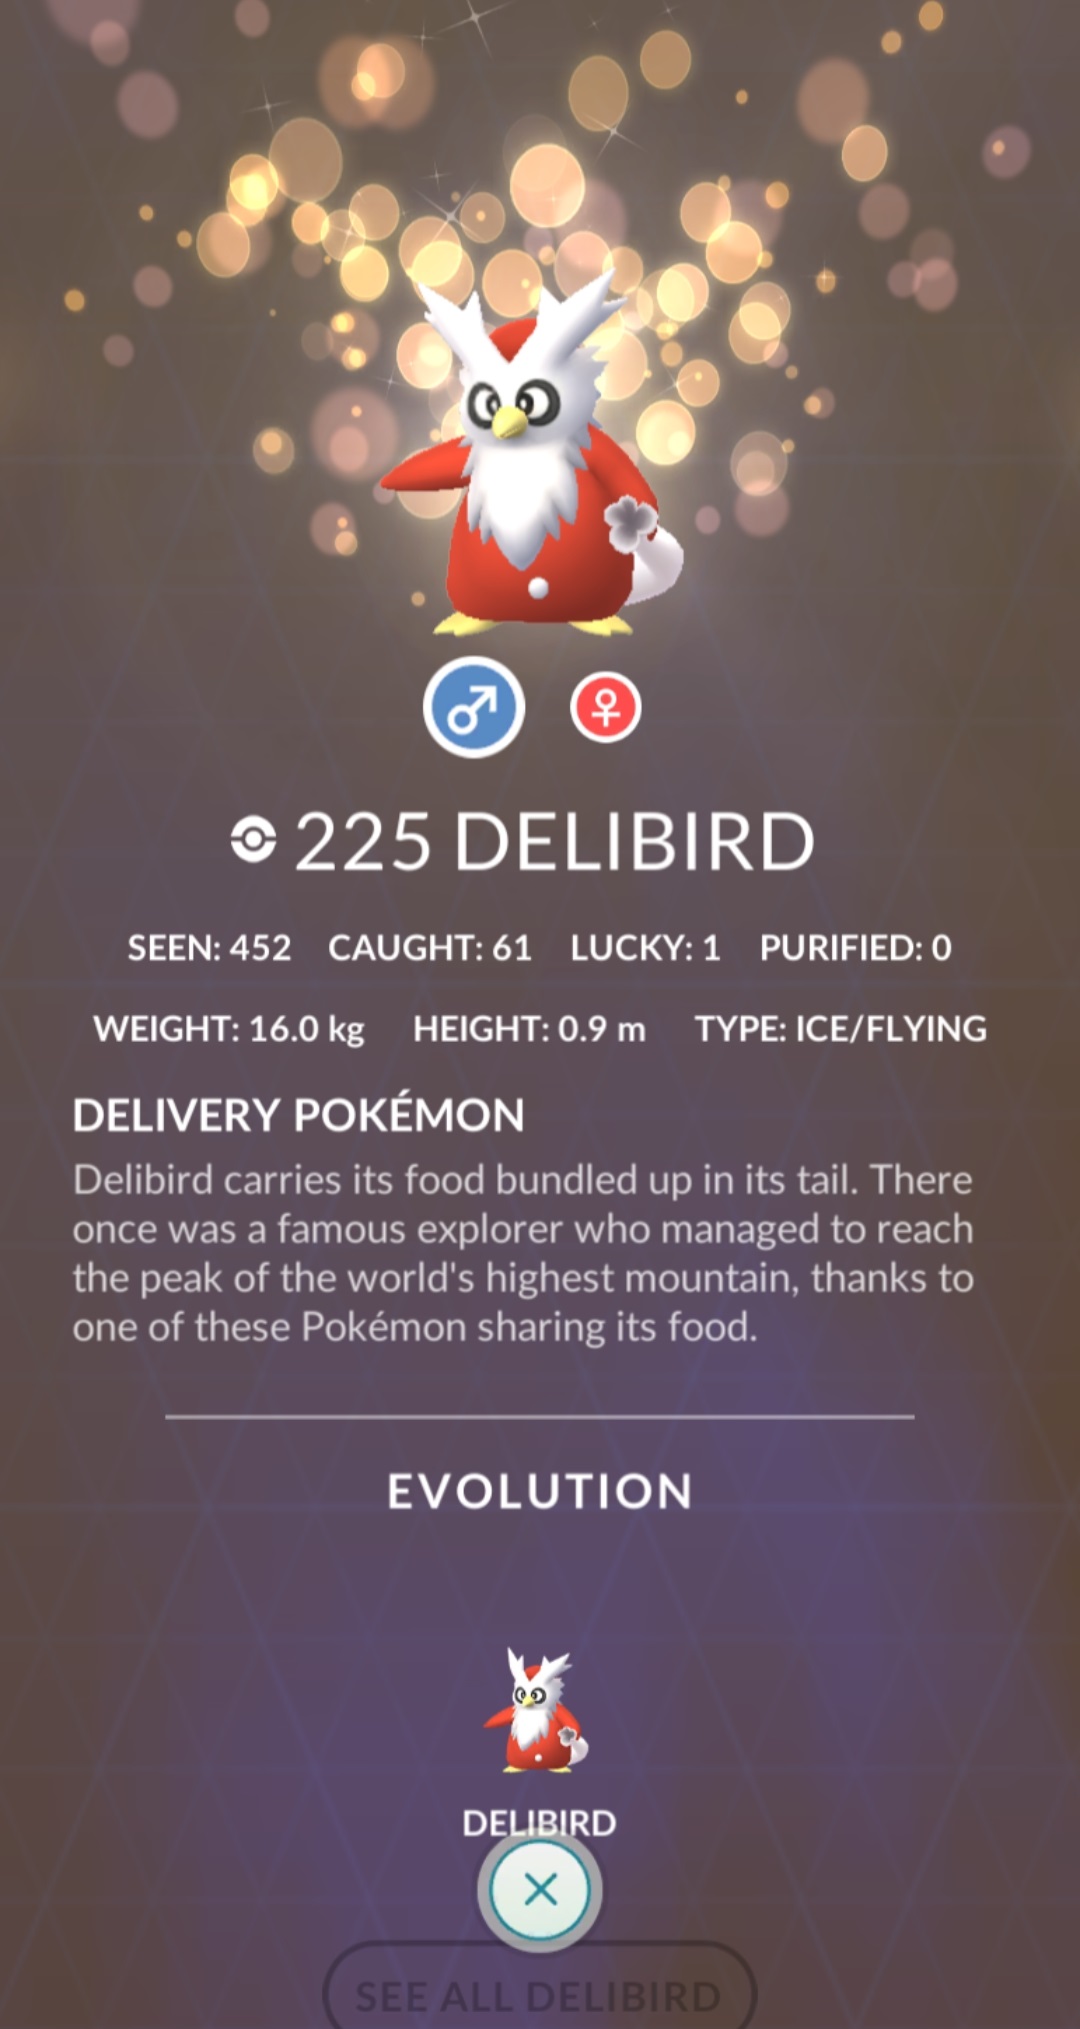 225 DELIBIRD
SEEN: 452 CAUGHT: 61 LUCKY: 1 PURIFIED: 0
WEIGHT: 16.0 kg HEIGHT: 0.9 m TYPE: ICE/FLYING
DELIVERY POKÉMON
Delibird carries its food bundled up in its tail. There
once was a famous explorer who managed to reach
the peak of the world's highest mountain, thanks to
one of these Pokémon sharing its food.
EVOLUTION
DELIBIRD
SEE ALL DELIBIRD